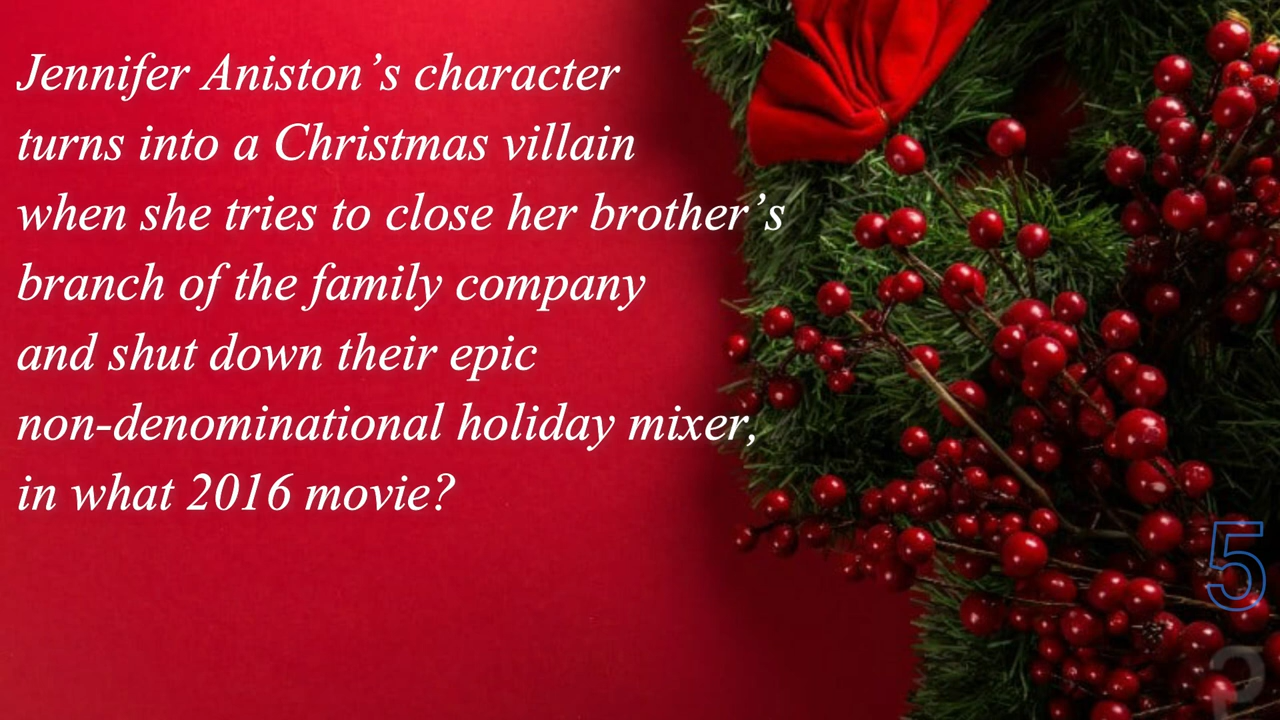 Jennifer Aniston’s character
turns into a Christmas villain
when she tries to close her brother’s
branch of the family company
and shut down their epic
non-denominational holiday mixer,
in what 2016 movie?
5